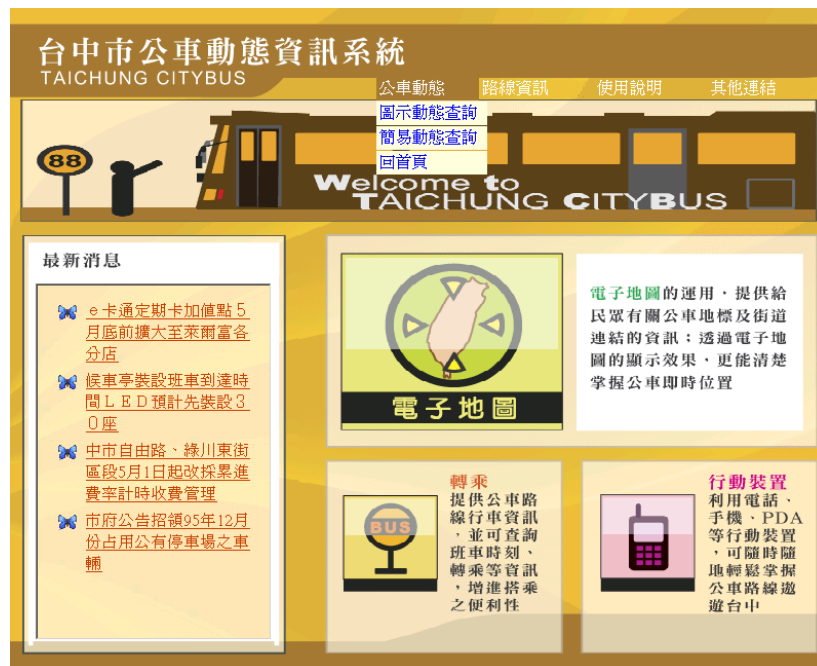 台中市公車動態資訊系統
TAICHUNG CITYBUS
公車動態 路線資訊 使用說明 其他連結
圖示動態查詢
簡易動態查詢
回首頁
88
Welcome to
TAICHUNG CITYBUS
最新消息
e卡通定期卡加值點5
月底前擴大至萊爾富各
分店
候車亭裝設班車到達時
間LED預計先裝設3
0座
中市自由路、綠川東街
區段5月1日起改採累進
費率計時收費管理
市府公告招領95年12月
份占用公有停車場之車
輛
電子地圖
電子地圖的運用，提供給
民眾有關公車地標及街道
連結的資訊；透過電子地
圖的顯示效果，更能清楚
掌握公車即時位置
BUS
轉乘
提供公車路
線行車資訊
，並可查詢
班車時刻、
轉乘等資訊
，增進搭乘
之便利性
行動裝置
利用電話、
手機、PDA
等行動裝置
，可隨時隨
地輕鬆掌握
公車路線遨
遊台中